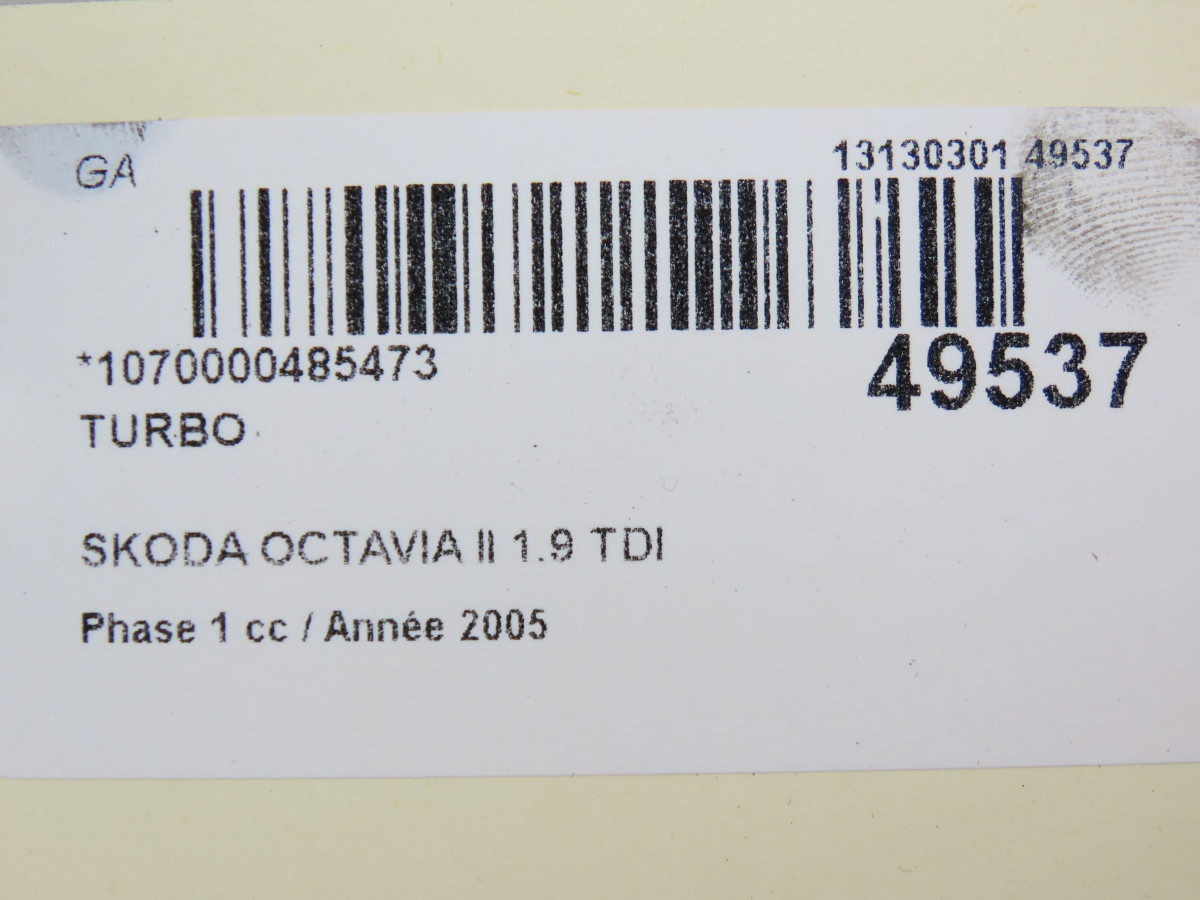 GA
13130301 49537
*1070000485473
49537
TURBO
SKODA OCTAVIA II 1.9 TDI
Phase 1 cc / Année 2005